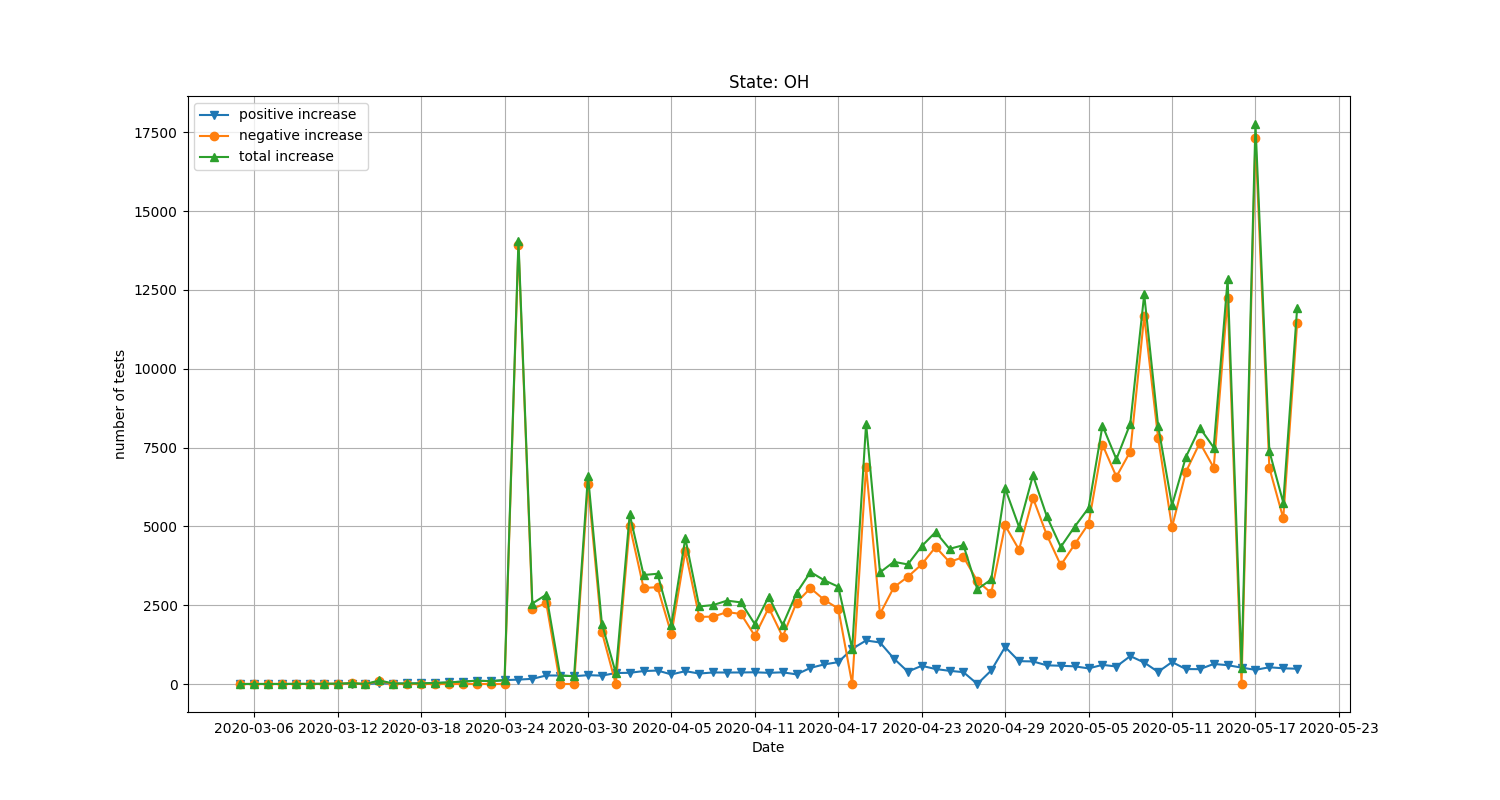 State: OH
positive increase
negative increase
total increase
17500
15000
12500
10000
7500
5000
2500
0
number of tests
2020-03-06 2020-03-12 2020-03-18 2020-03-24 2020-03-30 2020-04-05 2020-04-11 2020-04-17 2020-04-23 2020-04-29 2020-05-05 2020-05-11 2020-05-17 2020-05-23
Date